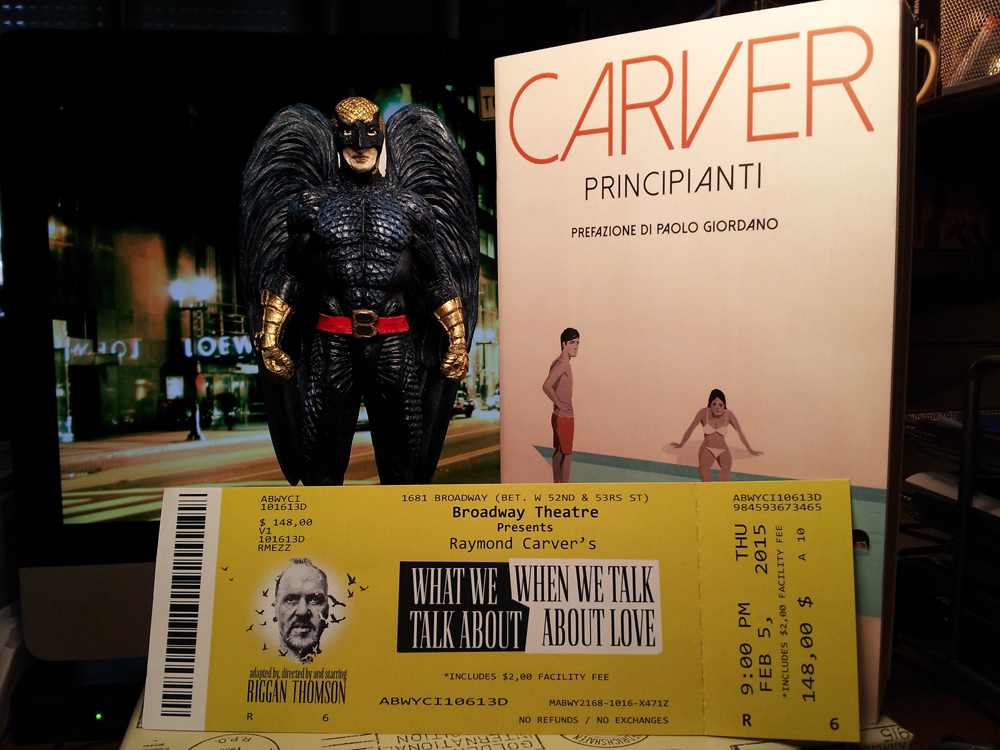 CARVER
PRINCIPIANTI
PREFAZIONE DI PAOLO GIORDANO
LOEW
B
ABWYCI
101613D
$ 148,00
V1
101613D
RMEZZ
1681 BROADWAY (BET. W 52ND & 53RS ST)
Broadway Theatre
Presents
Raymond Carver's
WHAT WE
TALK ABOUT
WHEN WE TALK
ABOUT LOVE
adapted by, directed by and starring
RIGGAN THOMSON
R 6
*INCLUDES $2,00 FACILITY FEE
ABWYCI10613D
MABWY2168-1016-X471Z
NO REFUNDS / NO EXCHANGES
ABWYCI10613D
984593673465
9:00 PM THU
FEB 5, 2015
*INCLUDES $2,00 FACILITY FEE
148,00 $ A 10
R 6
R.P.D.
GOLDEN
INTERNATIONAL